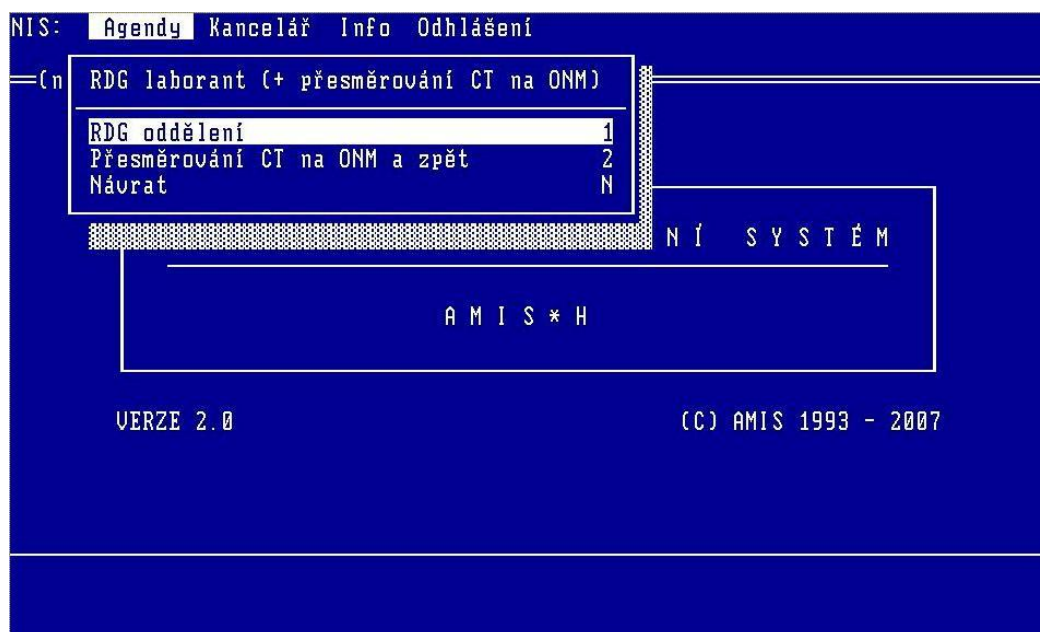 NIS: Agendy Kancelář Info Odhlášení
(n
RDG laborant (+ přesměrování CT na ONM)
RDG oddělení 1
Přesměrování CT na ONM a zpět 2
Návrat N
N Í S Y S T É M
A M I S * H
VERZE 2.0 (C) AMIS 1993 - 2007